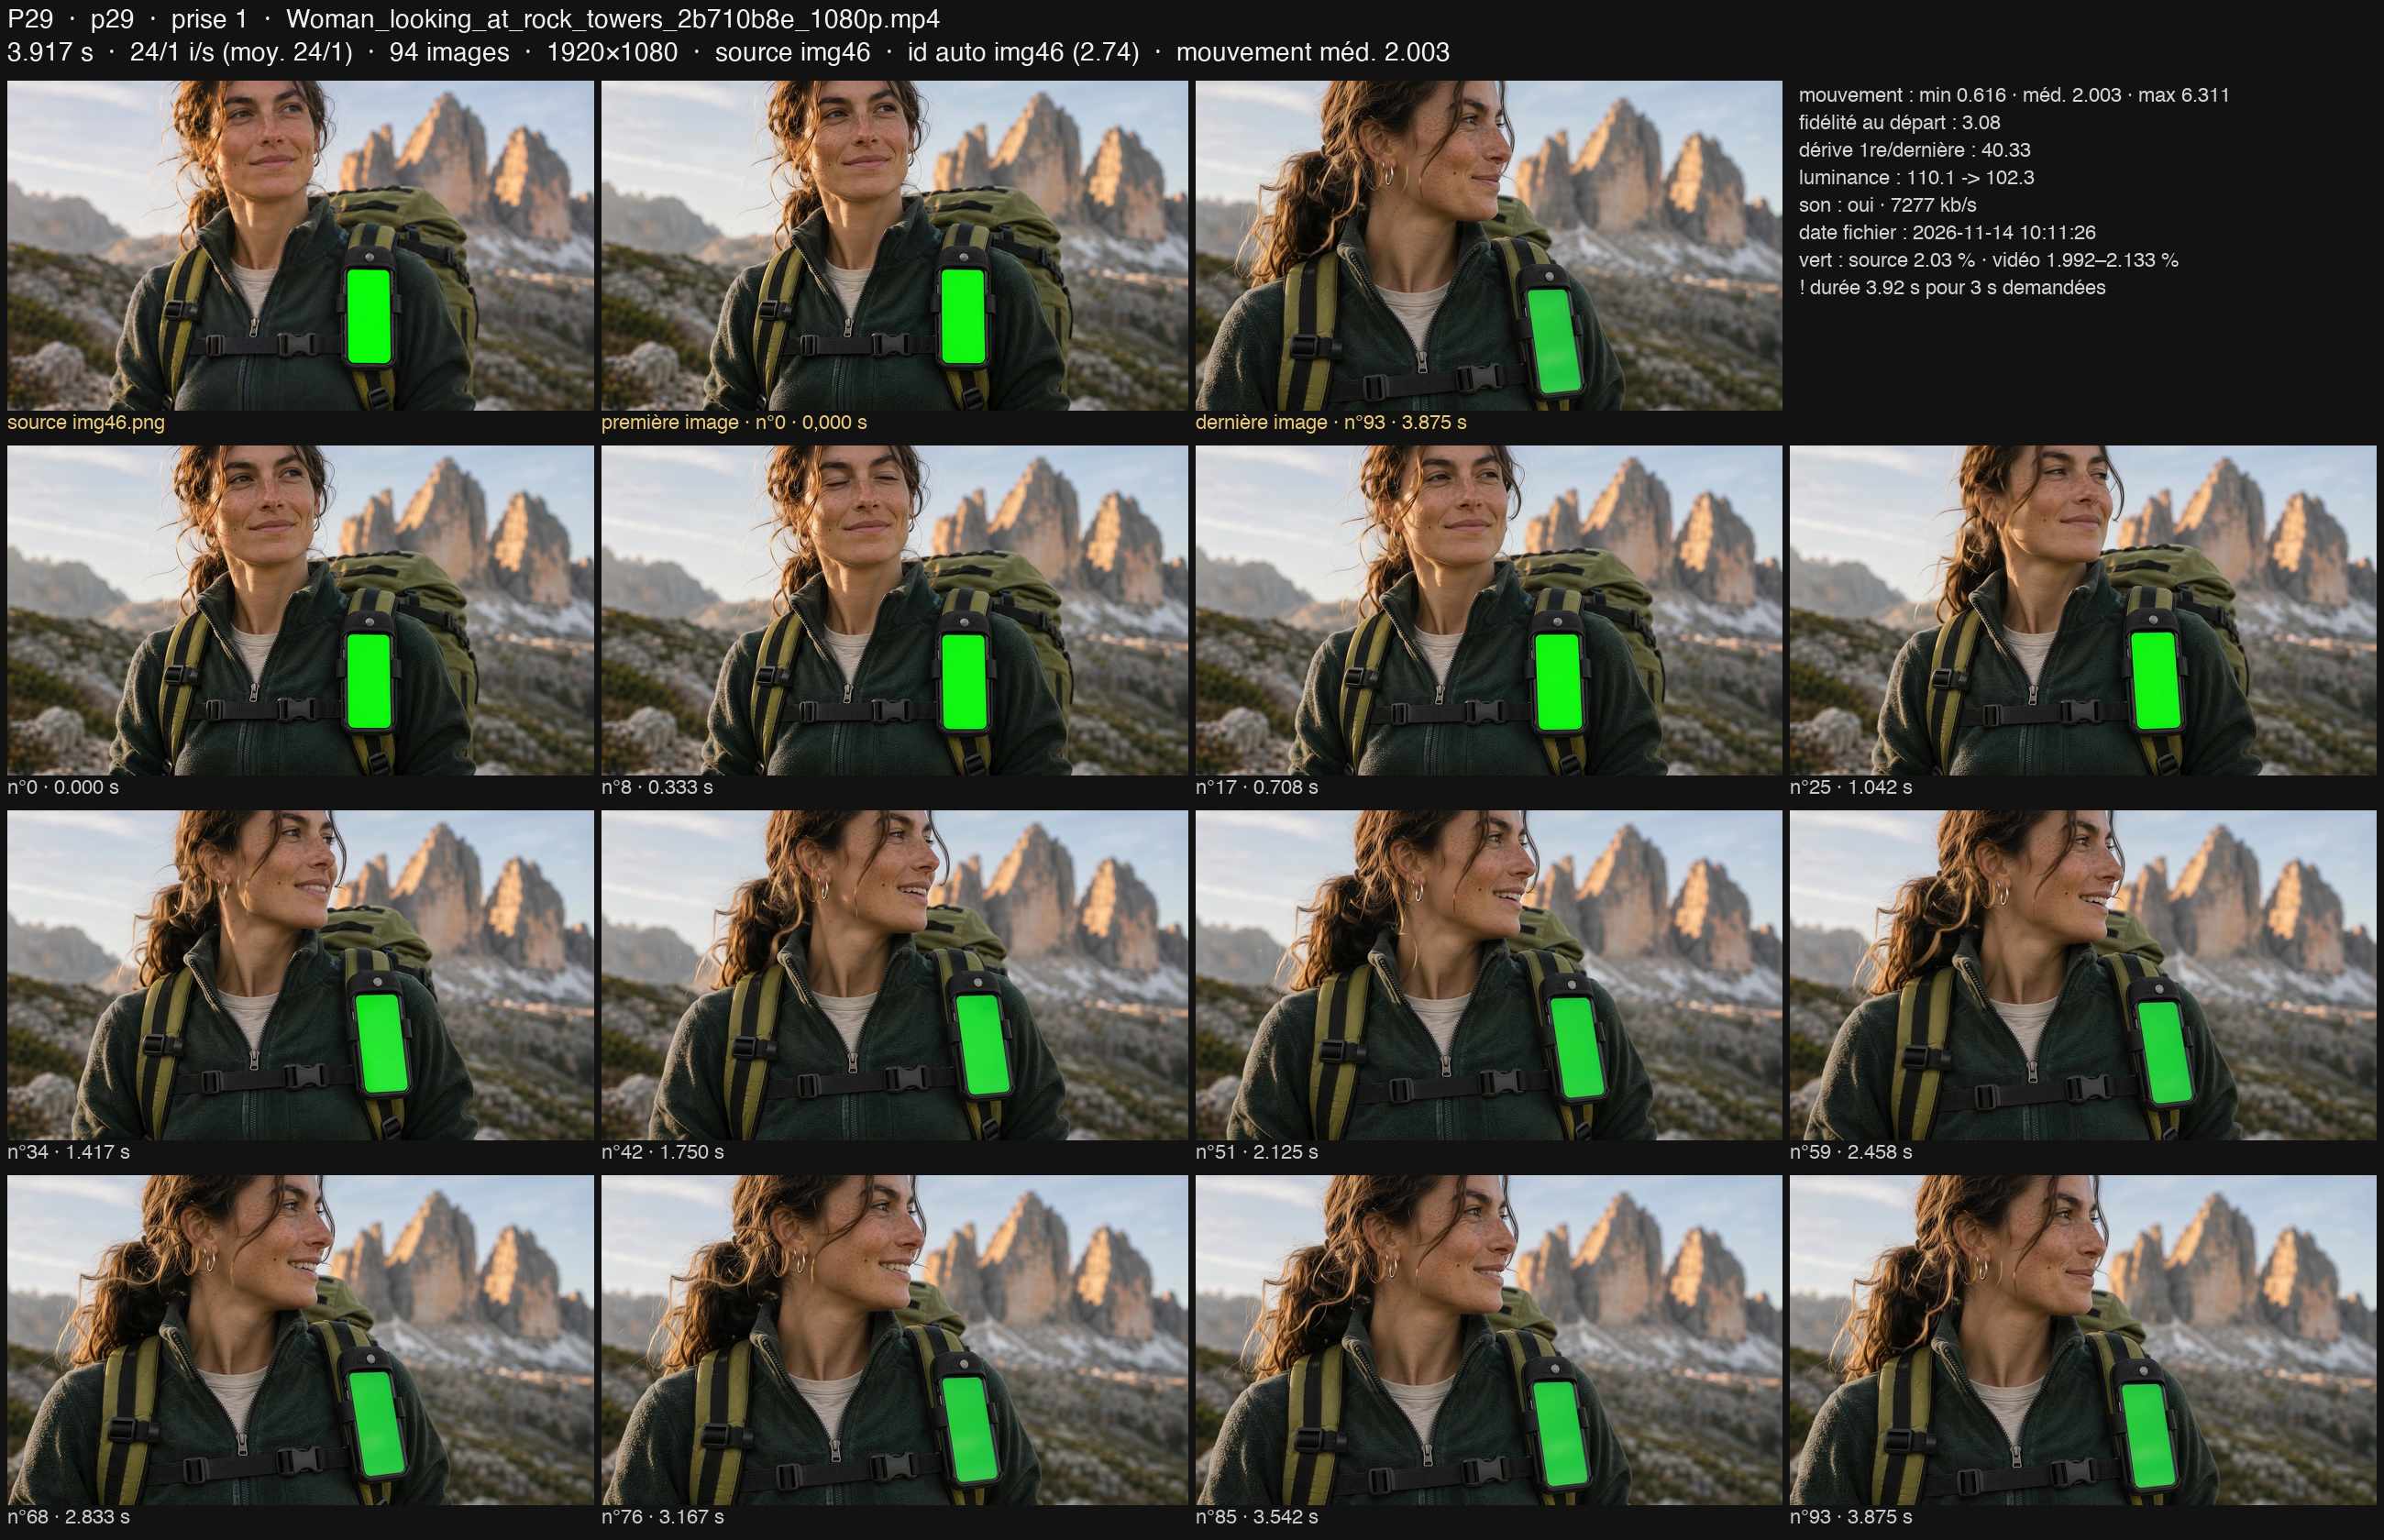 P29 · p29 · prise 1 · Woman_looking_at_rock_towers_2b710b8e_1080p.mp4
3.917 s · 24/1 i/s (moy. 24/1) · 94 images · 1920×1080 · source img46 · id auto img46 (2.74) · mouvement méd. 2.003
mouvement : min 0.616 · méd. 2.003 · max 6.311
fidélité au départ : 3.08
dérive 1re/dernière : 40.33
luminance : 110.1 -> 102.3
son : oui · 7277 kb/s
date fichier : 2026-11-14 10:11:26
vert : source 2.03 % · vidéo 1.992–2.133 %
! durée 3.92 s pour 3 s demandées
source img46.png
première image · n°0 · 0,000 s
dernière image · n°93 · 3.875 s
n°0 · 0.000 s
n°8 · 0.333 s
n°17 · 0.708 s
n°25 · 1.042 s
n°34 · 1.417 s
n°42 · 1.750 s
n°51 · 2.125 s
n°59 · 2.458 s
n°68 · 2.833 s
n°76 · 3.167 s
n°85 · 3.542 s
n°93 · 3.875 s